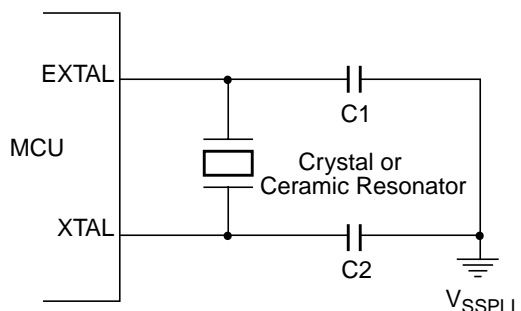 EXTAL
C1
MCU
Crystal or
Ceramic Resonator
XTAL
C2
VSSPLL